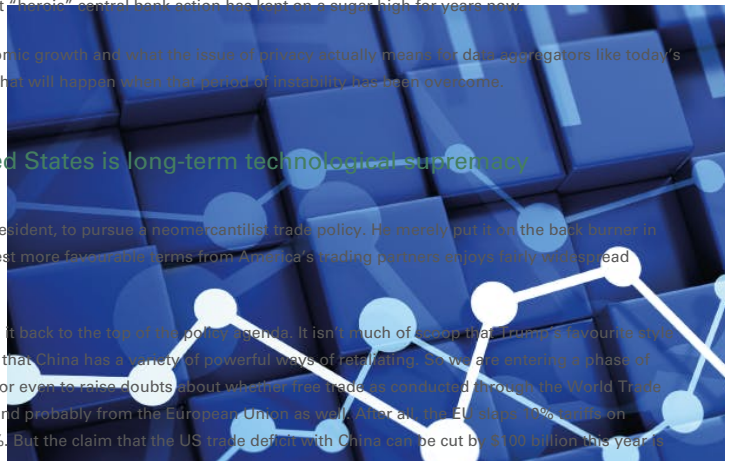 t “heroic” central bank action has kept on a sugar high for years now.
mic growth and what the issue of privacy actually means for data aggregators like today’s
hat will happen when that period of instability has been overcome.
ed States is long-term technological supremacy
esident, to pursue a neomercantilist trade policy. He merely put it on the back burner in
est more favourable terms from America’s trading partners enjoys fairly widespread
it back to the top of the policy agenda. It isn’t much of scoop that Trump’s favourite style
that China has a variety of powerful ways of retaliating. So we are entering a phase of
or even to raise doubts about whether free trade as conducted through the World Trade
nd probably from the European Union as well. After all, the EU slaps 10% tariffs on
%. But the claim that the US trade deficit with China can be cut by $100 billion this year is